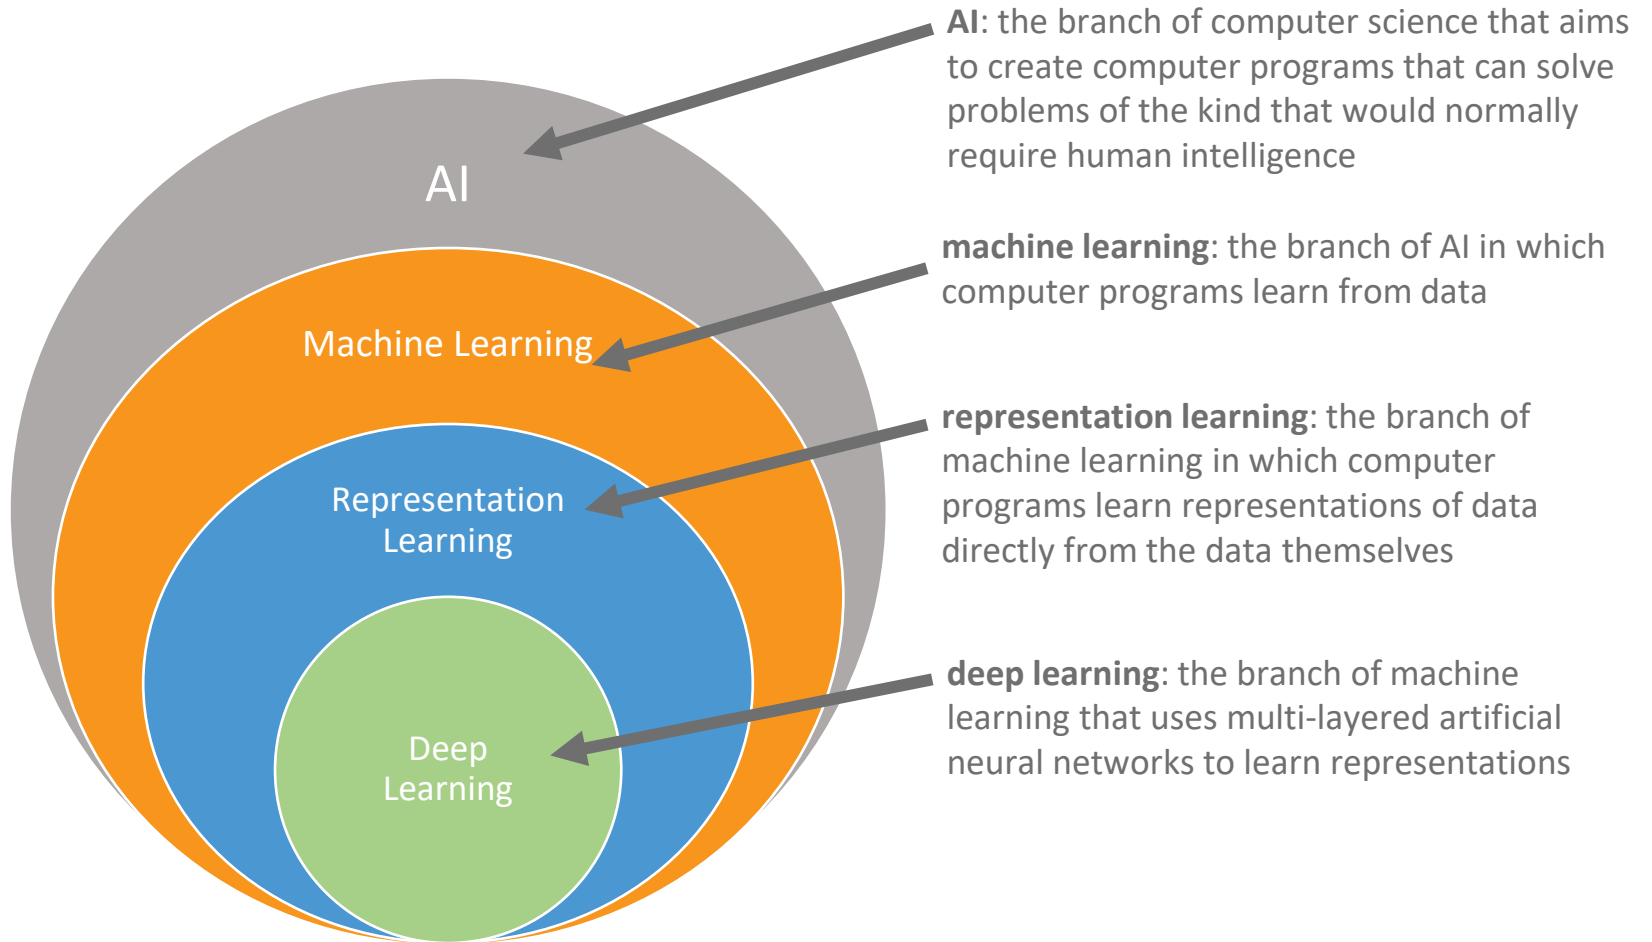 AI
Machine Learning
Representation
Learning
Deep
Learning
AI: the branch of computer science that aims
to create computer programs that can solve
problems of the kind that would normally
require human intelligence
machine learning: the branch of AI in which
computer programs learn from data
representation learning: the branch of
machine learning in which computer
programs learn representations of data
directly from the data themselves
deep learning: the branch of machine
learning that uses multi-layered artificial
neural networks to learn representations